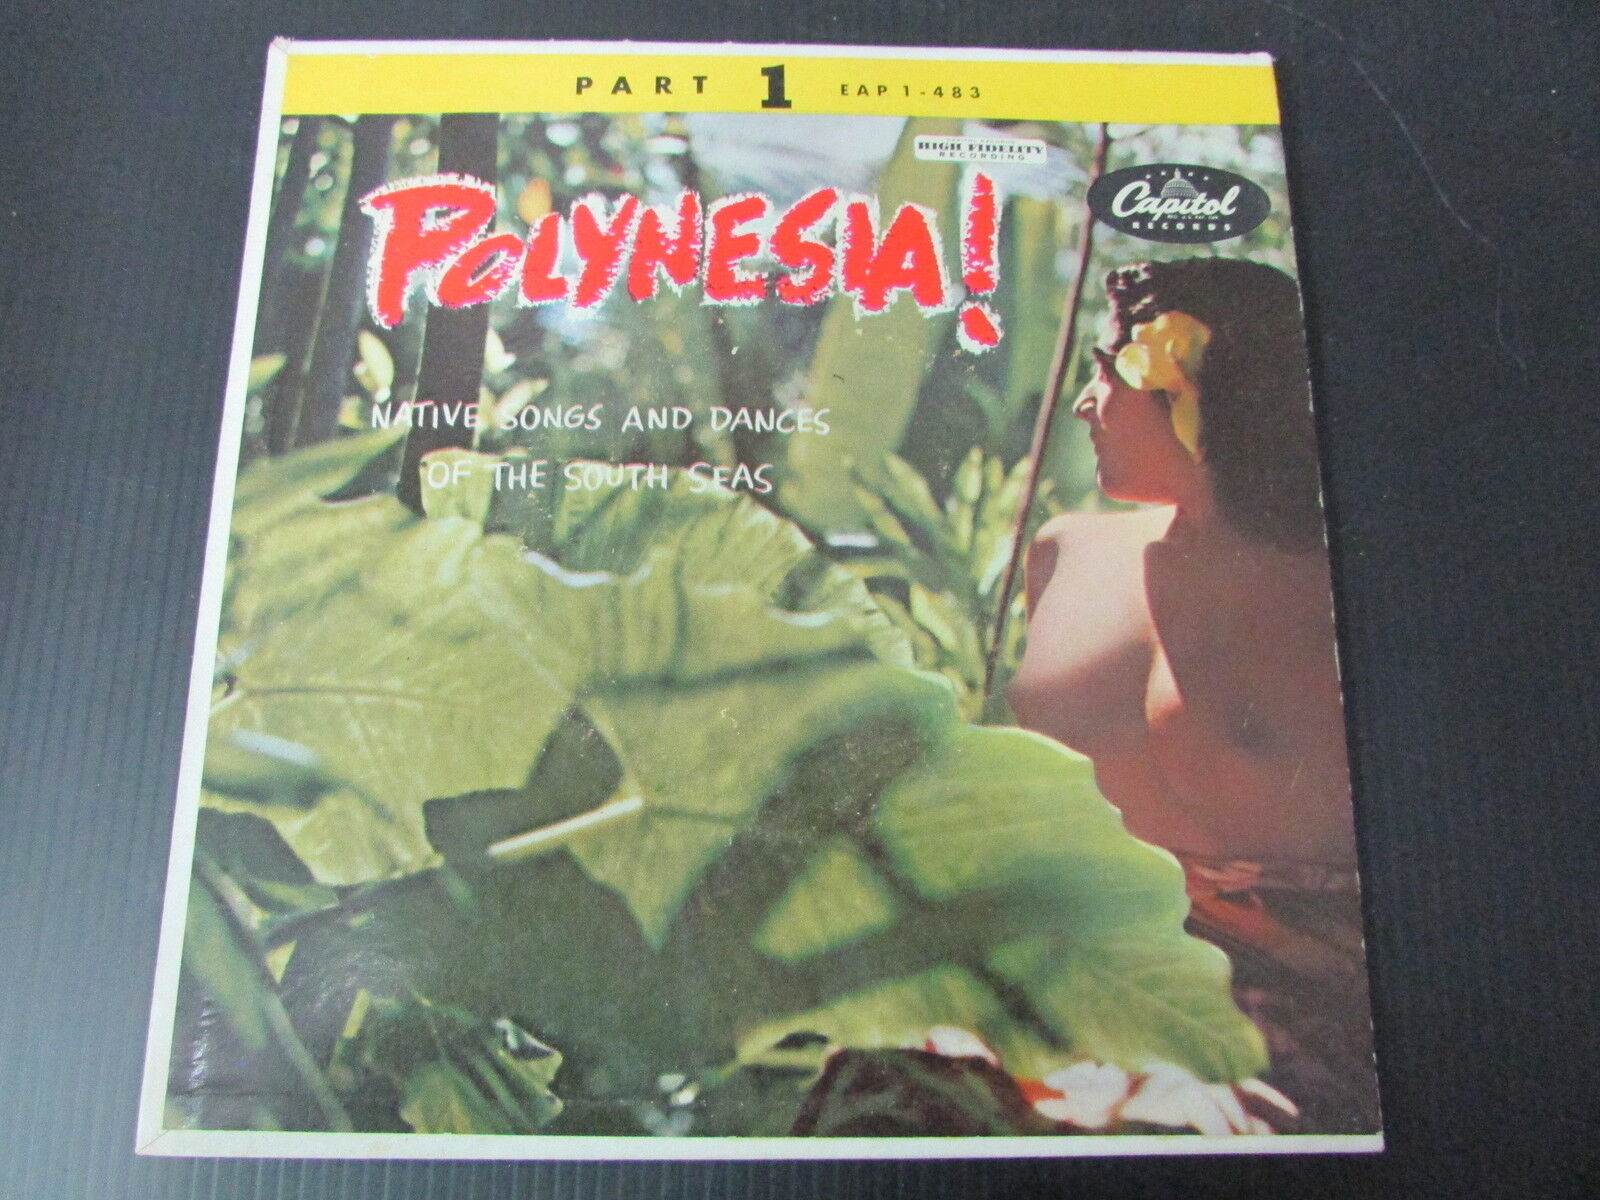 PART 1 EAP 1-483
HIGH FIDELITY
RECORDING
Capitol
RECORDS
POLYNESIA!
NATIVE SONGS AND DANCES
OF THE SOUTH SEAS